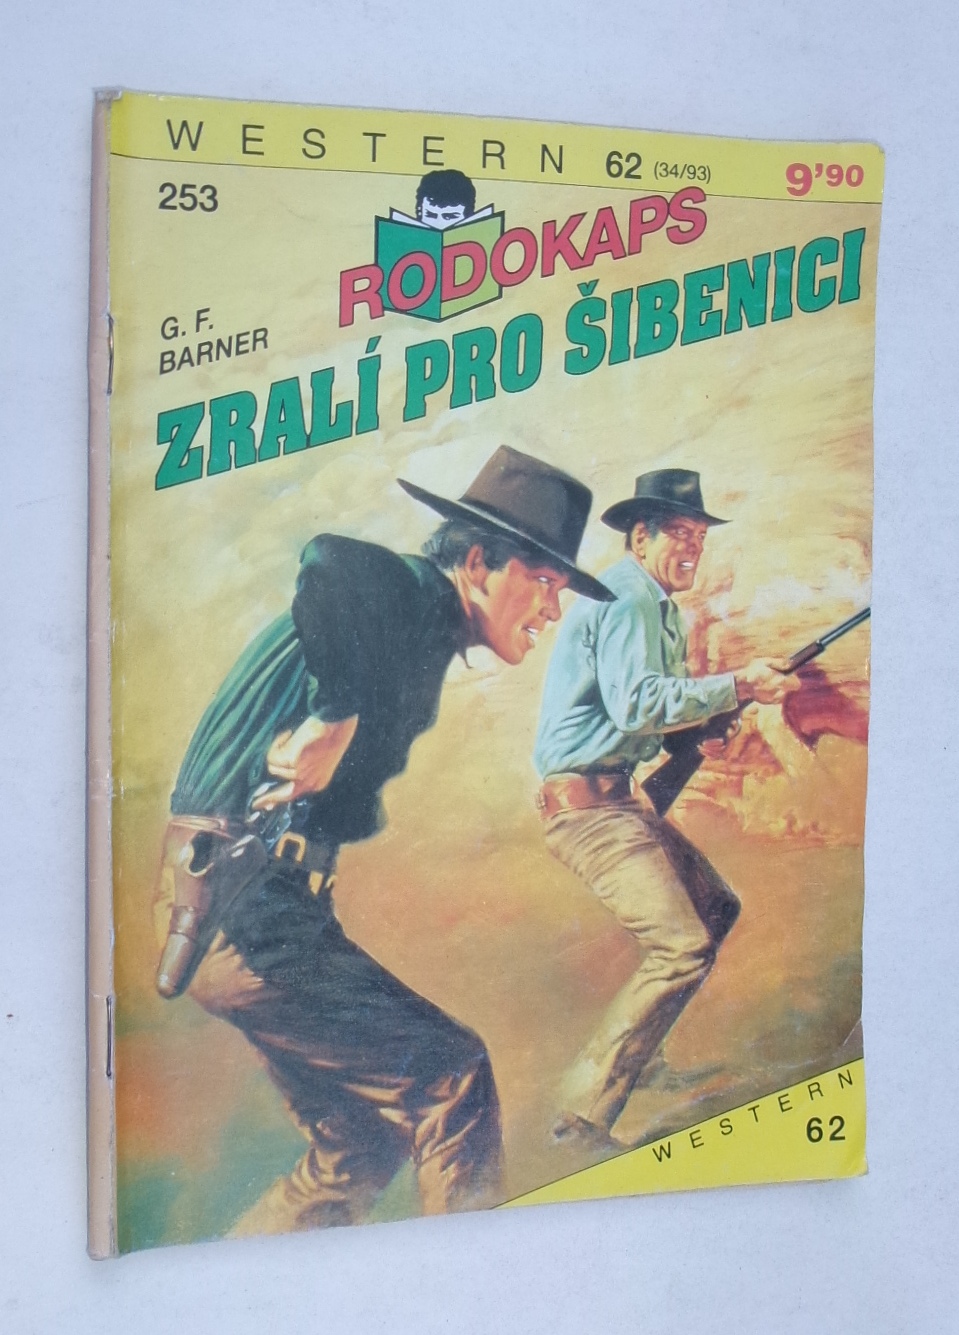 WESTERN 62 (34/93)
9'90
253
RODOKAPS
G. F.
BARNER
ZRALÍ PRO ŠIBENICI
WESTERN
62